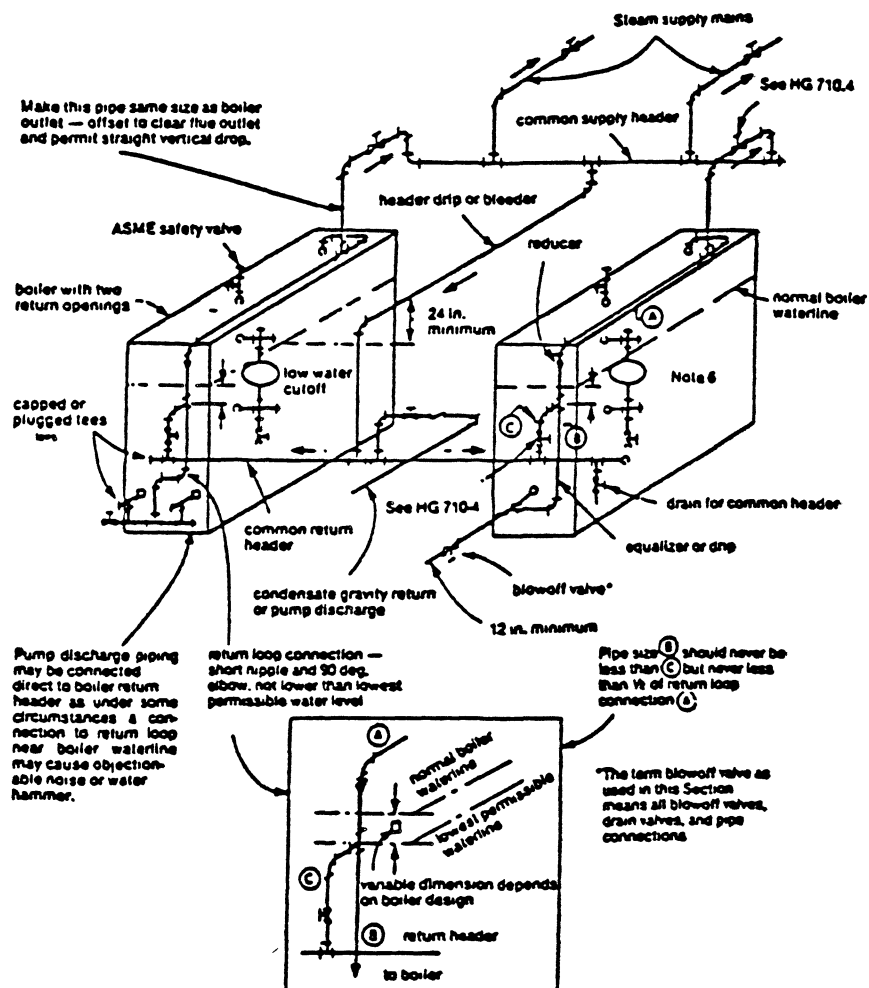 Steam supply mains
See HG 710.4
Make this pipe same size as boiler
outlet — offset to clear flue outlet
and permit straight vertical drop.
common supply header
header drip or bleeder
ASME safety valve
reducer
boiler with two
return openings
24 in.
minimum
normal boiler
waterline
A
low water
cutoff
Note 6
capped or
plugged tees
C
B
See HG 710-4
drain for common header
common return
header
equalizer or drip
condensate gravity return
or pump discharge
blowoff valve*
12 in. minimum
Pump discharge piping
may be connected
direct to boiler return
header as under some
circumstances a con-
nection to return loop
near boiler waterline
may cause objection-
able noise or water
hammer.
return loop connection —
short nipple and 90 deg.
elbow, not lower than lowest
permissible water level
Pipe size B should never be
less than C but never less
than ½ of return loop
connection A
A
normal boiler
waterline
lowest permissible
waterline
C
variable dimension depends
on boiler design
B
return header
to boiler
*The term blowoff valve as
used in this Section
means all blowoff valves,
drain valves, and pipe
connections